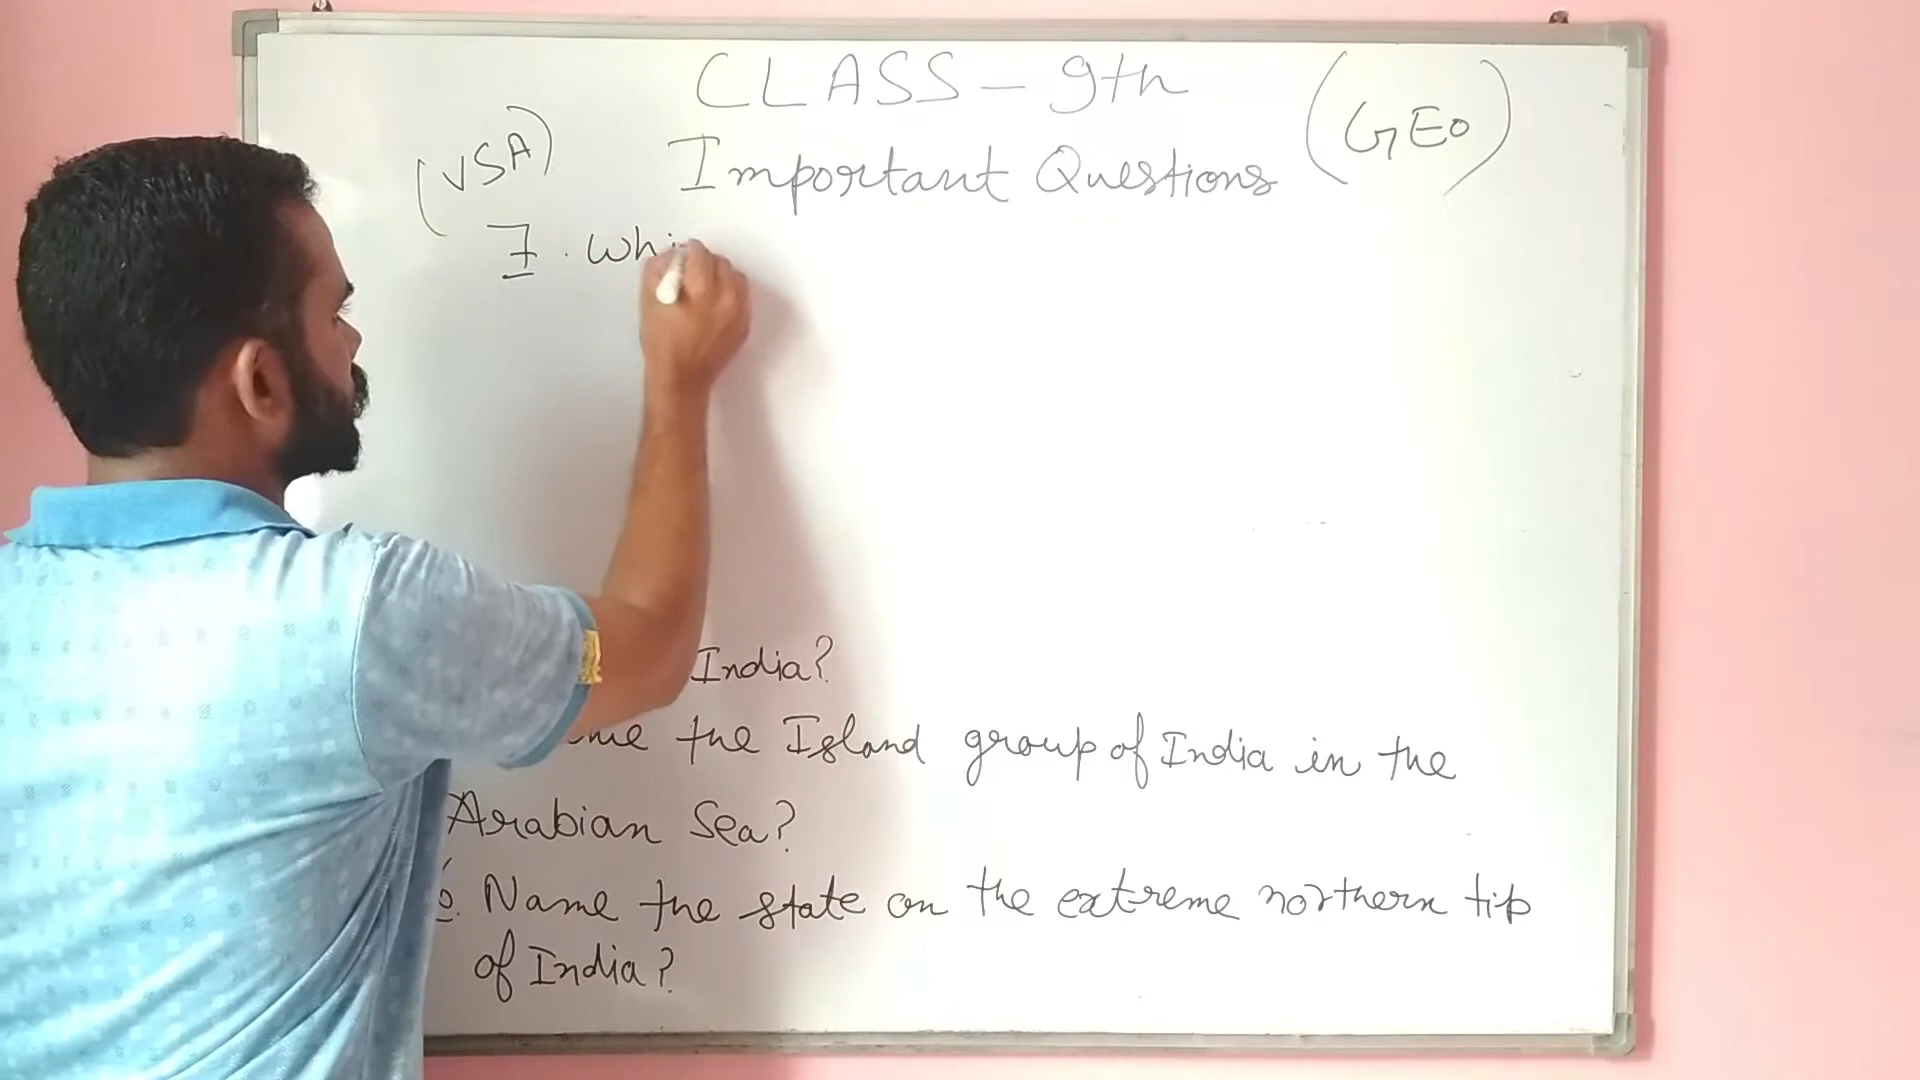 CLASS - 9th
(GEO)
(VSA)
Important Questions
7. Whi
India?
the Island group of India in the
Arabian Sea?
6. Name the state on the extreme northern tip
of India?